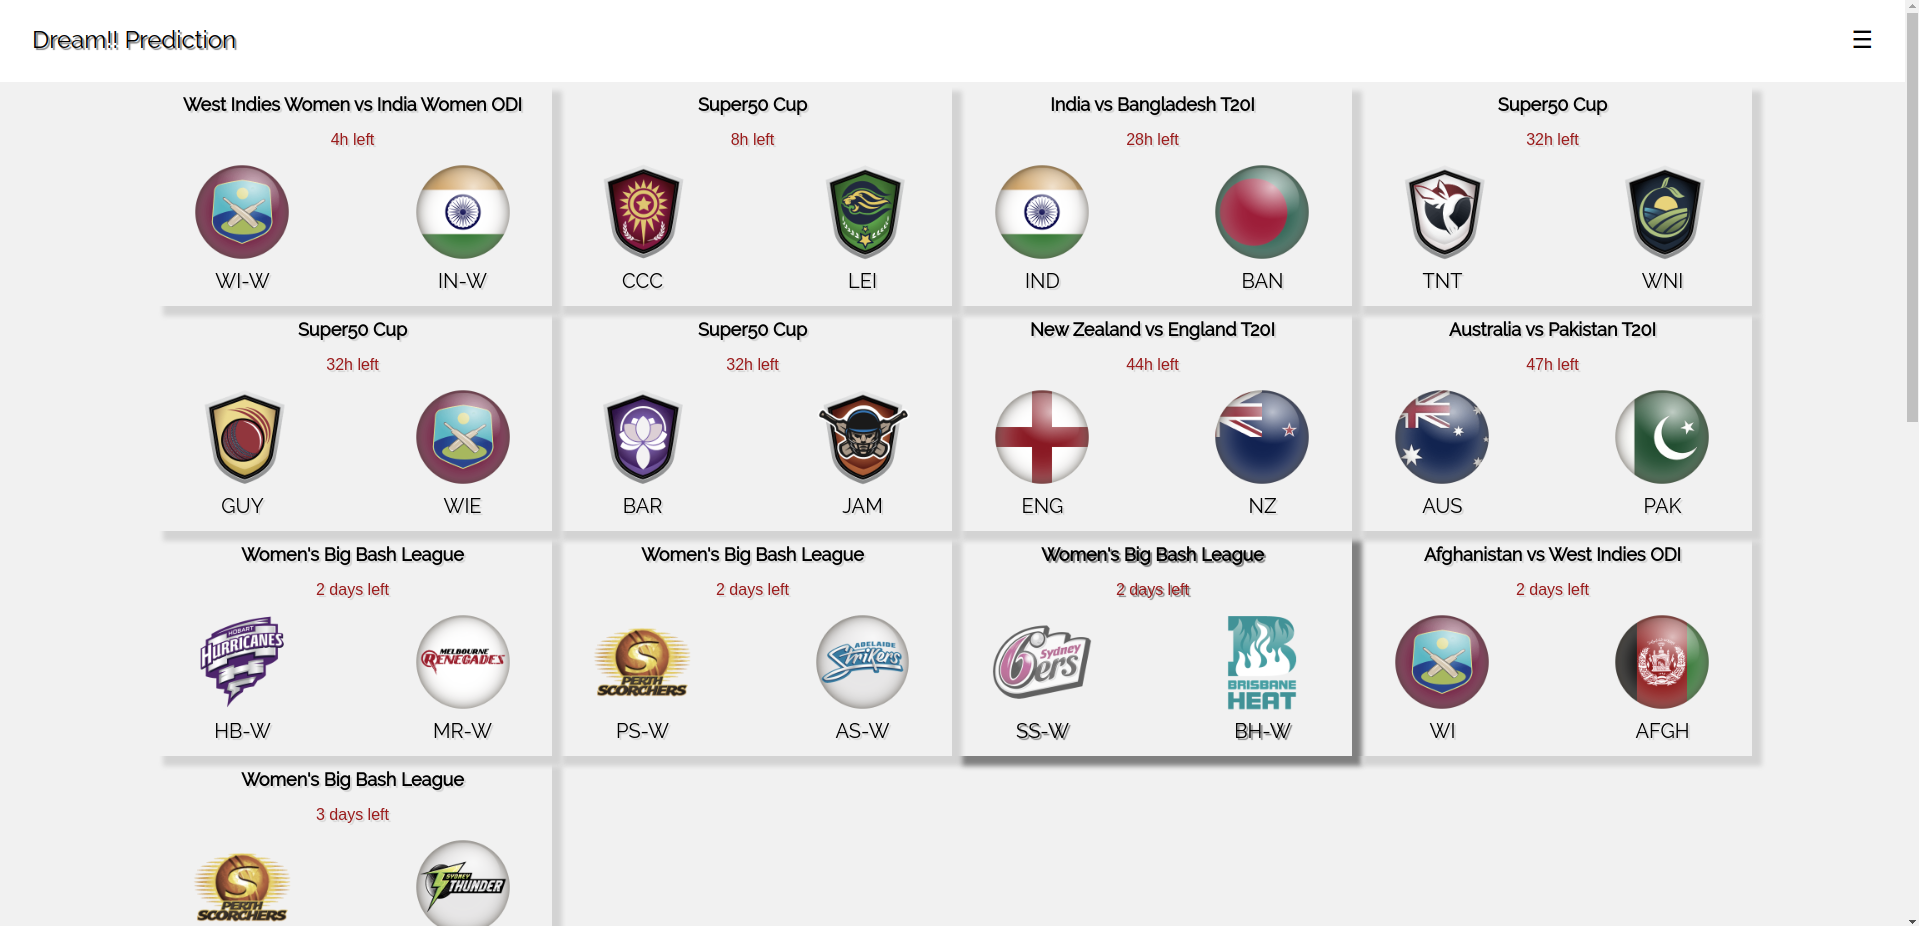 Dream!! Prediction
☰
West Indies Women vs India Women ODI
4h left
WI-W
IN-W
Super50 Cup
8h left
CCC
LEI
India vs Bangladesh T20I
28h left
IND
BAN
Super50 Cup
32h left
TNT
WNI
Super50 Cup
32h left
GUY
WIE
Super50 Cup
32h left
BAR
JAM
New Zealand vs England T20I
44h left
ENG
NZ
Australia vs Pakistan T20I
47h left
AUS
PAK
Women's Big Bash League
2 days left
HOBART
HURRICANES
MELBOURNE
RENEGADES
HB-W
MR-W
Women's Big Bash League
2 days left
S
PERTH
SCORCHERS
ADELAIDE
Strikers
PS-W
AS-W
Women's Big Bash League
2 days left
Sydney
6ers
B
BRISBANE
HEAT
SS-W
BH-W
Afghanistan vs West Indies ODI
2 days left
WI
AFGH
Women's Big Bash League
3 days left
S
PERTH
SCORCHERS
SYDNEY
THUNDER